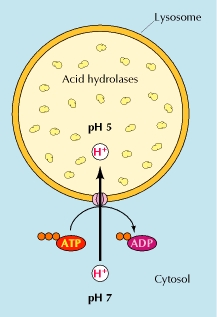 Lysosome
Acid hydrolases
pH 5
H+
ATP
ADP
H+
Cytosol
pH 7